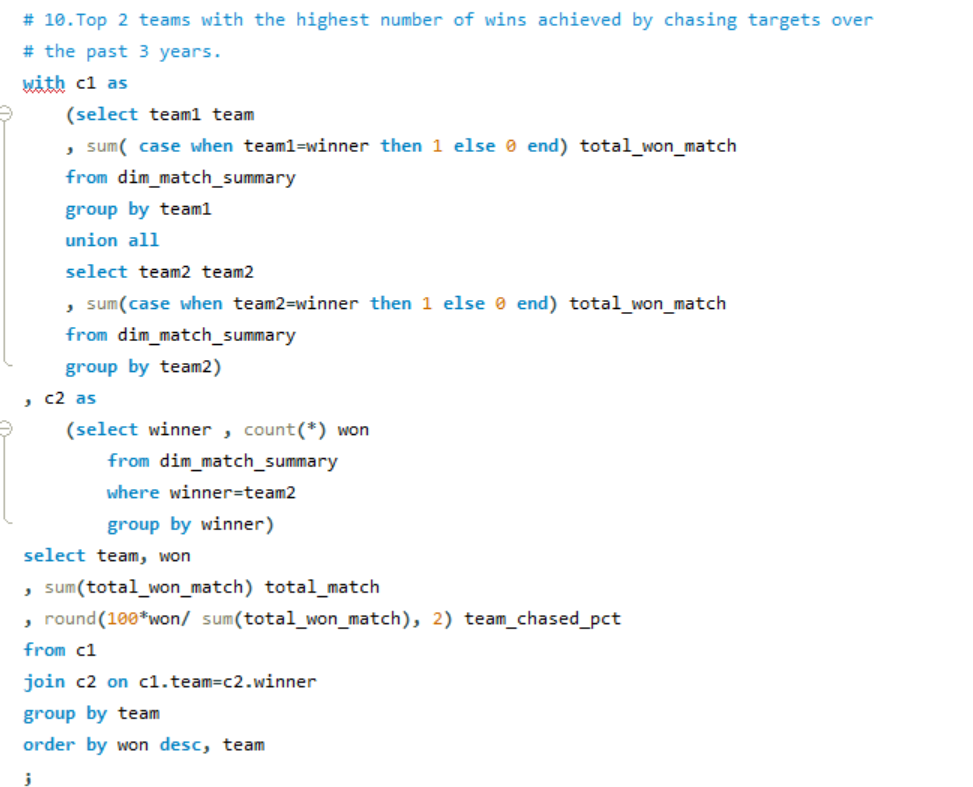 # 10.Top 2 teams with the highest number of wins achieved by chasing targets over
# the past 3 years.
with c1 as
(select team1 team
, sum( case when team1=winner then 1 else 0 end) total_won_match
from dim_match_summary
group by team1
union all
select team2 team2
, sum(case when team2=winner then 1 else 0 end) total_won_match
from dim_match_summary
group by team2)
, c2 as
(select winner , count(*) won
from dim_match_summary
where winner=team2
group by winner)
select team, won
, sum(total_won_match) total_match
, round(100*won/ sum(total_won_match), 2) team_chased_pct
from c1
join c2 on c1.team=c2.winner
group by team
order by won desc, team
;